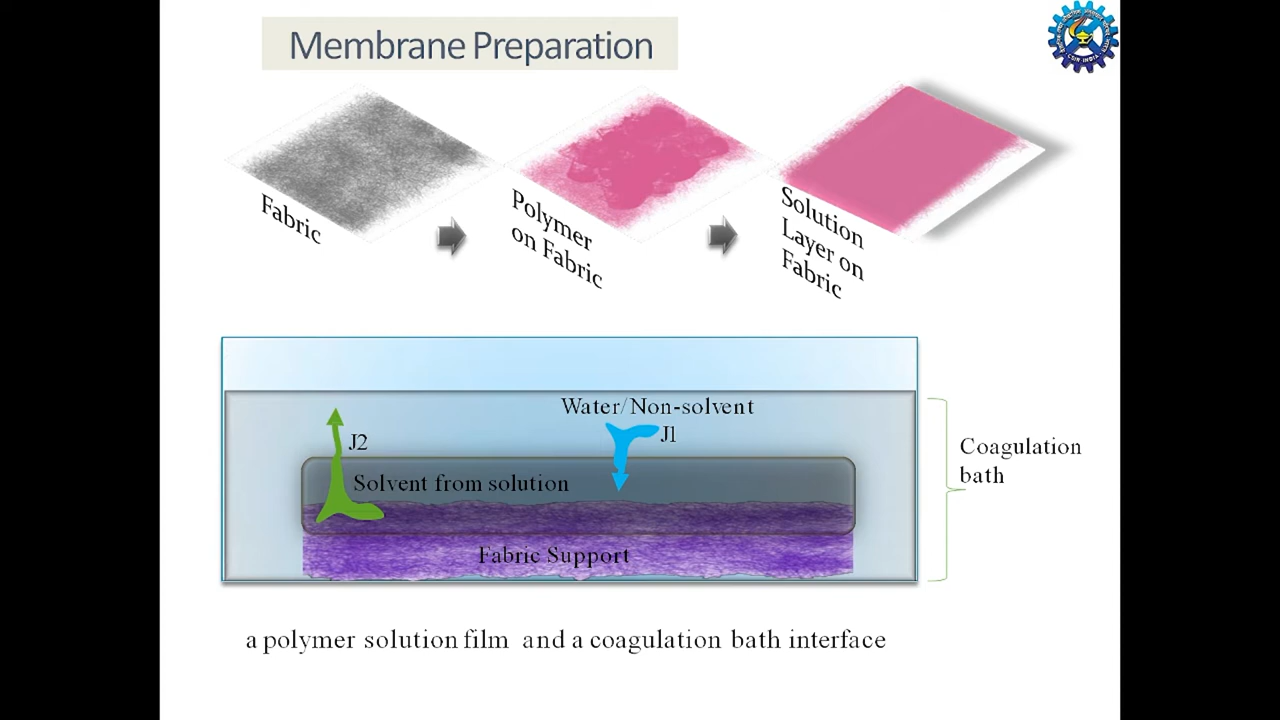 Membrane Preparation
Fabric
Polymer
on Fabric
Solution
Layer on
Fabric
Water/Non-solvent
J1
J2
Solvent from solution
Fabric Support
Coagulation
bath
a polymer solution film and a coagulation bath interface